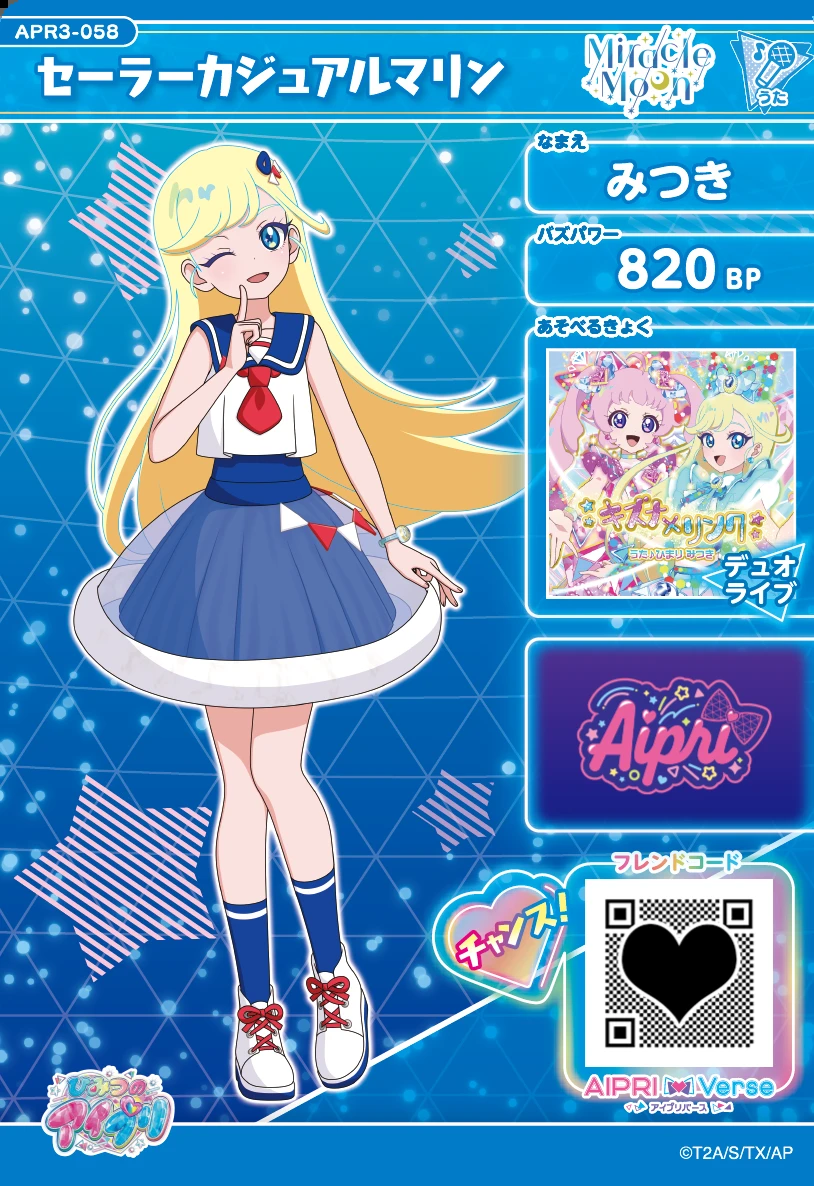 APR3-058
セーラーカジュアルマリン
Miracle
Moon
うた
なまえ
みつき
バズパワー
820 BP
あそべるきょく
キズナ×リンク
うた♪ひまり みつき
デュオ
ライブ
Aipri
フレンドコード
チャンス!
AIPRI Verse
アイプリバース
ひみつの
アイプリ
©T2A/S/TX/AP